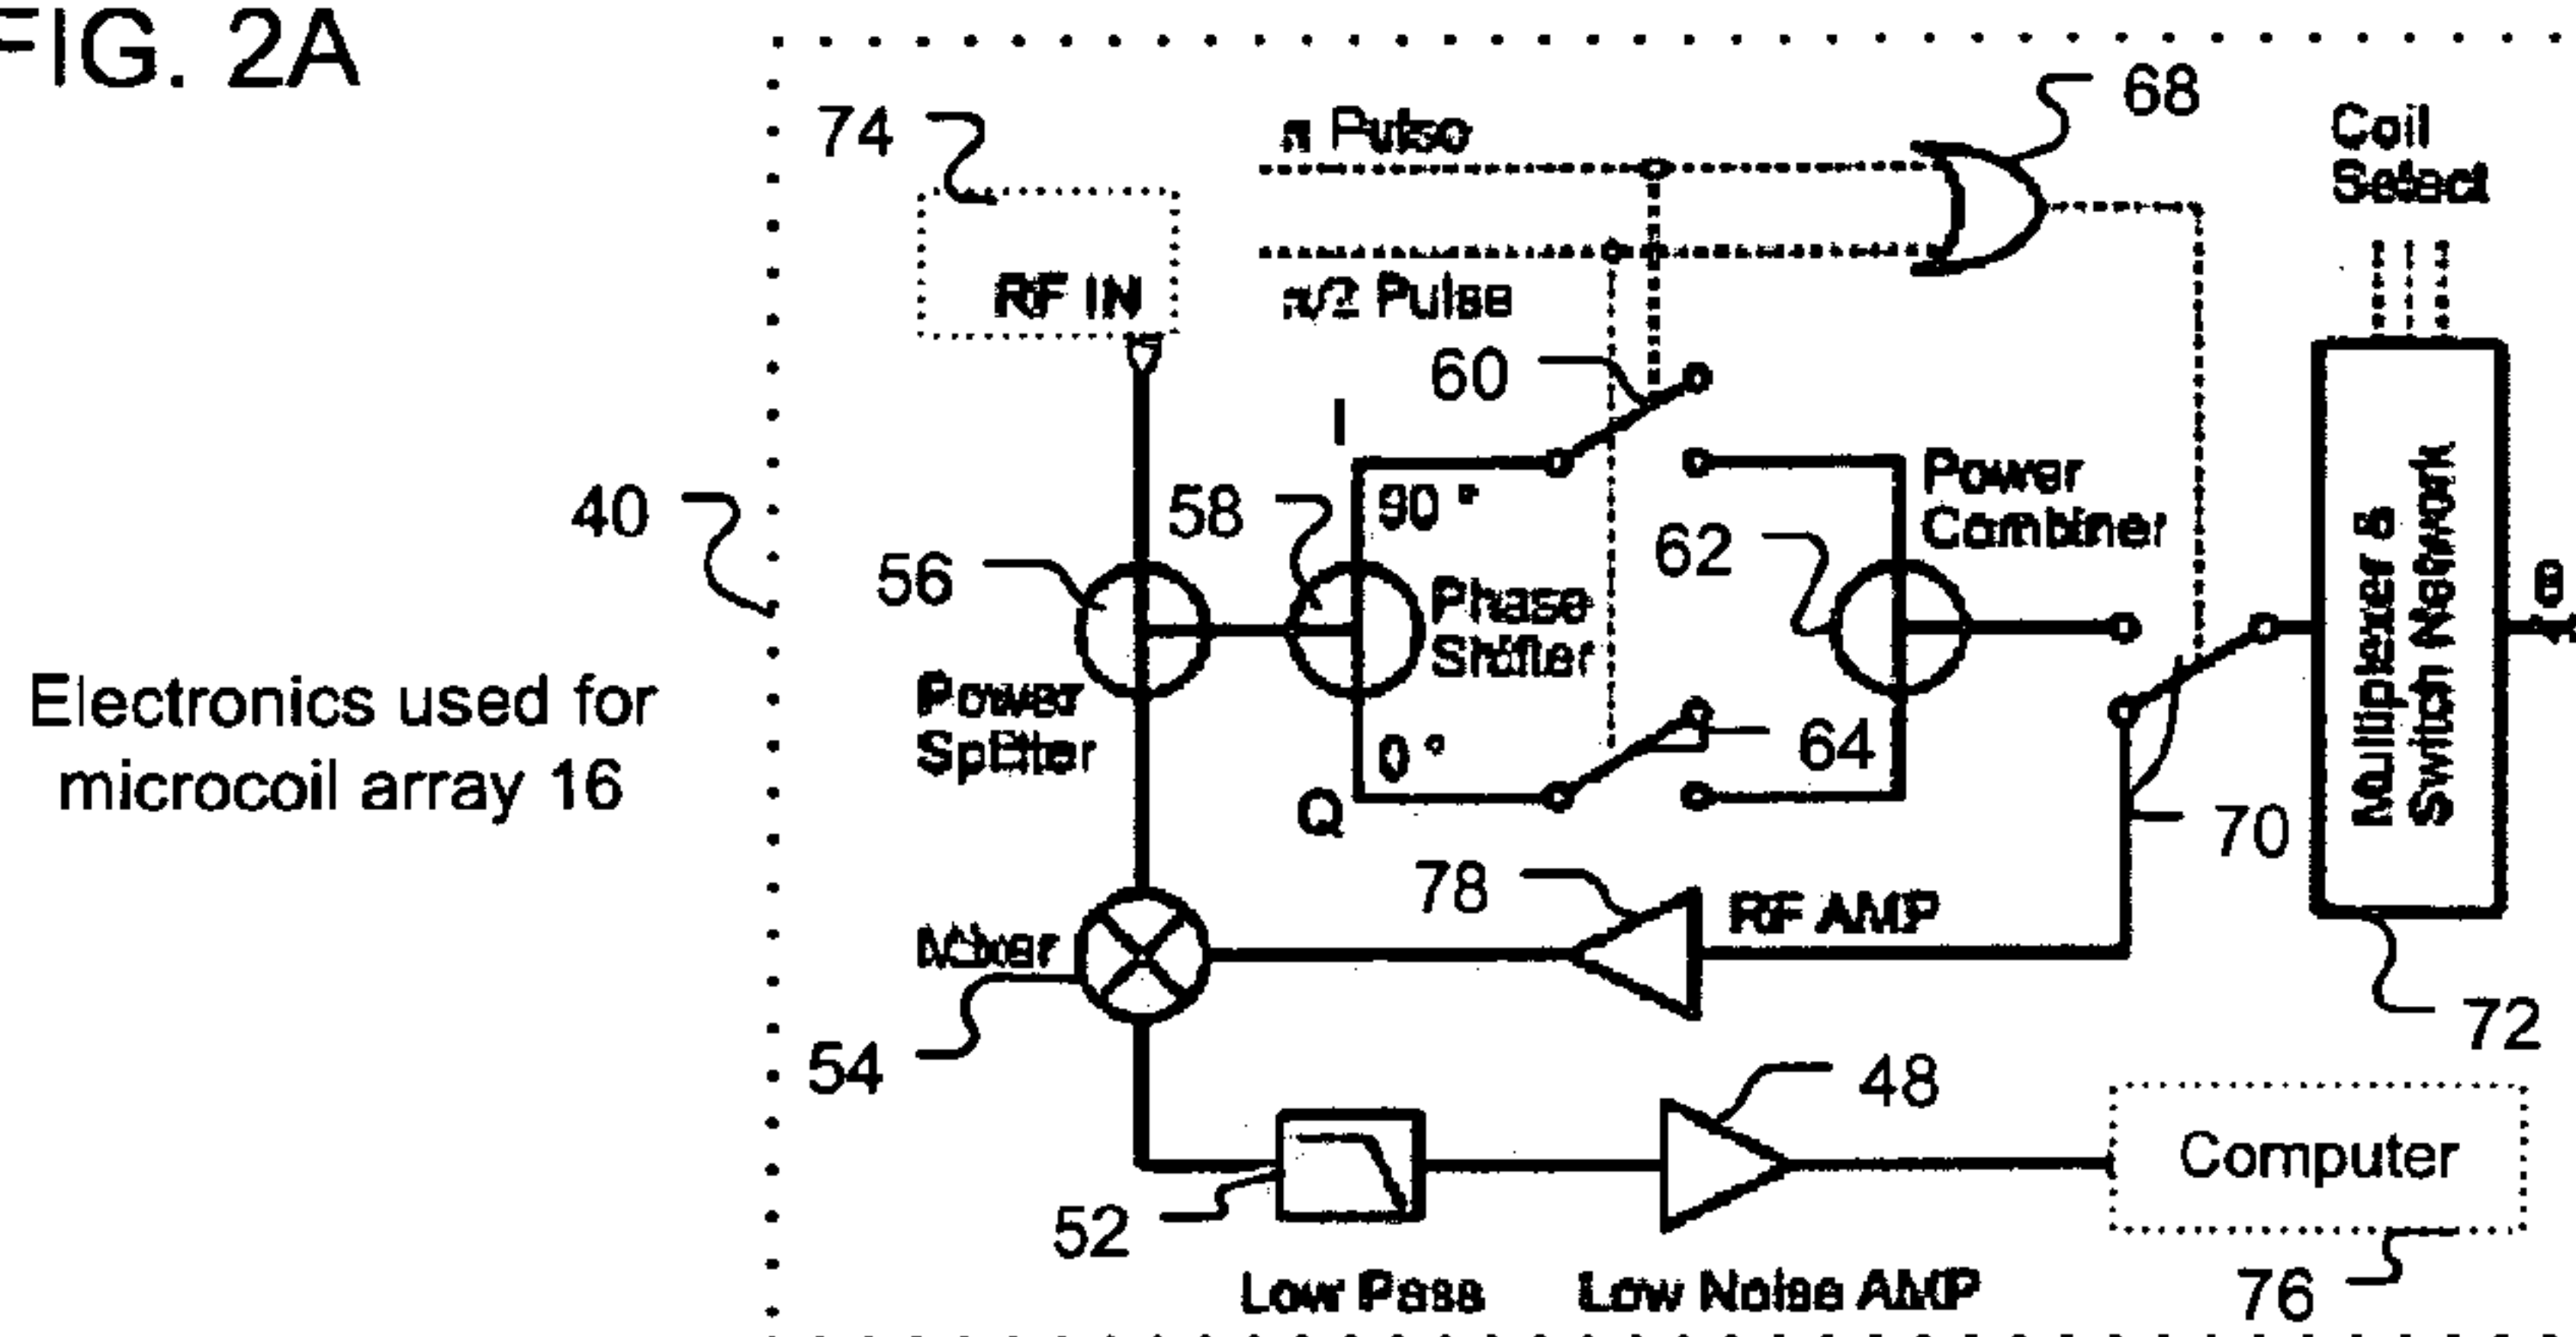 FIG. 2A
74
π Pulse
68
Coil
Select
RF IN
π/2 Pulse
60
I
40
56
58
90 °
62
Power
Combiner
Multiplexer &
Switch Network
Phase
Shifter
Electronics used for
microcoil array 16
Power
Splitter
0 °
64
Q
70
78
RF AMP
Mixer
54
72
48
Computer
52
Low Pass
Low Noise AMP
76